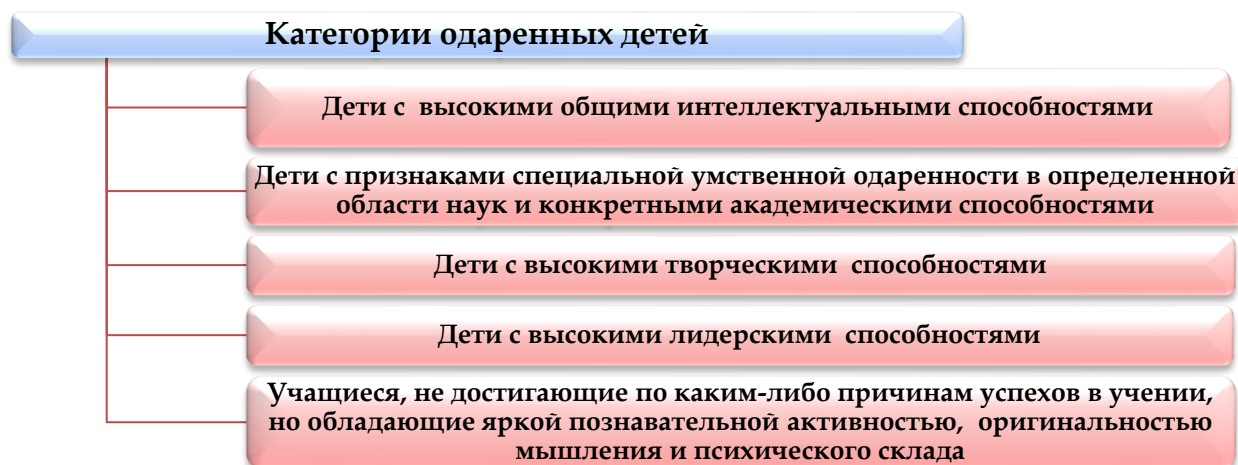 Категории одаренных детей
Дети с высокими общими интеллектуальными способностями
Дети с признаками специальной умственной одаренности в определенной
области наук и конкретными академическими способностями
Дети с высокими творческими способностями
Дети с высокими лидерскими способностями
Учащиеся, не достигающие по каким-либо причинам успехов в учении,
но обладающие яркой познавательной активностью, оригинальностью
мышления и психического склада